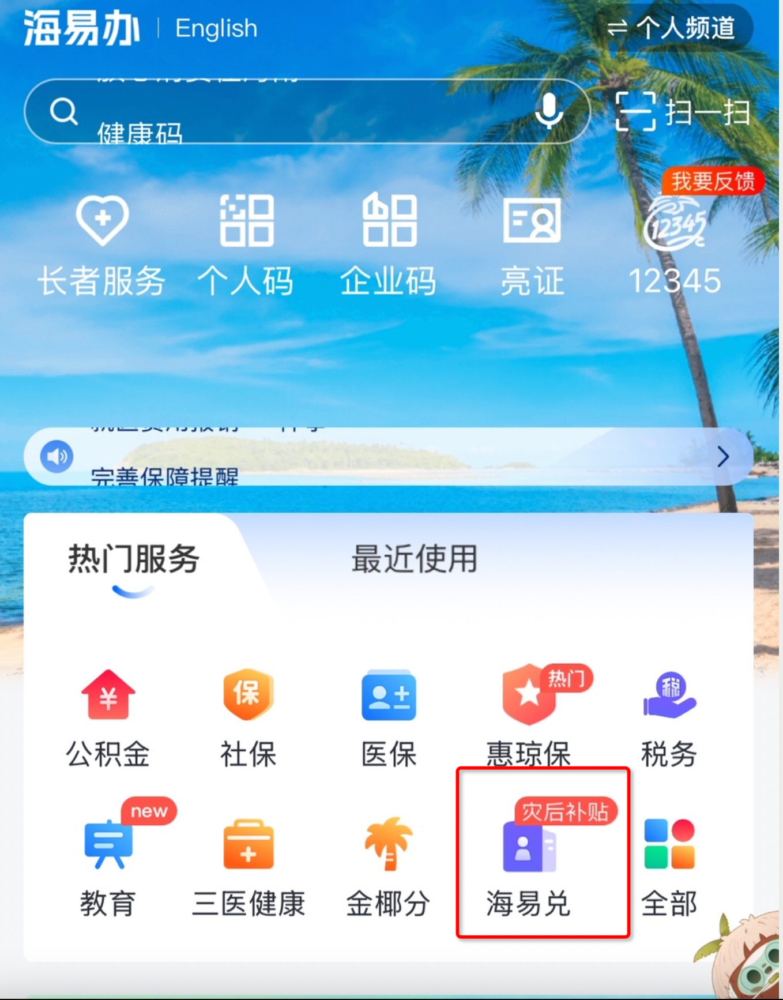 海易办 | English
个人频道
健康码
扫一扫
我要反馈
12345
长者服务 个人码 企业码 亮证 12345
完善保障提醒
热门服务 最近使用
¥ 保 热门 税
公积金 社保 医保 惠琼保 税务
new 灾后补贴
教育 三医健康 金椰分 海易兑 全部